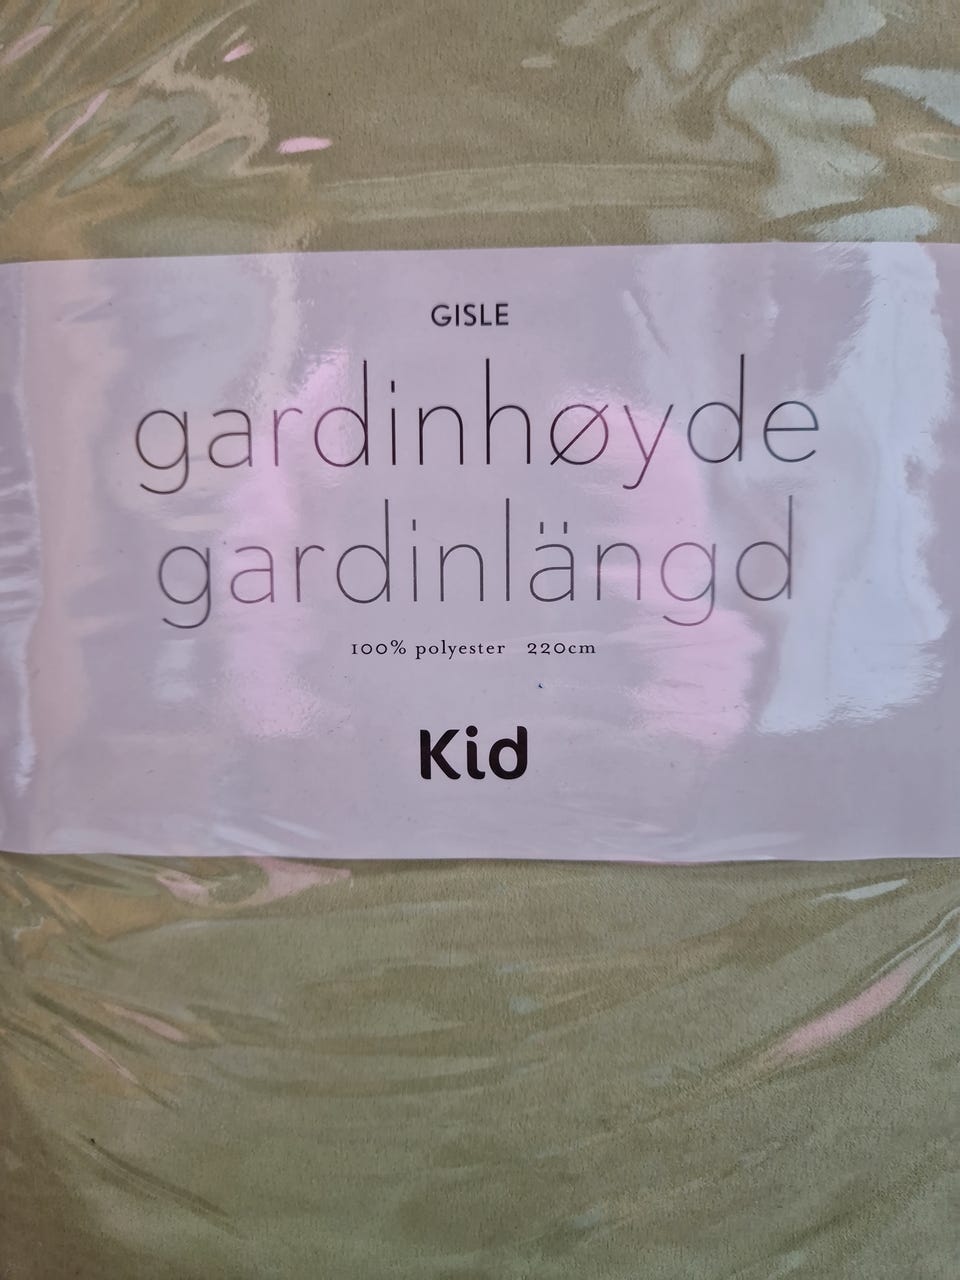 GISLE
gardinhøyde
gardinlängd
100% polyester 220cm
Kid